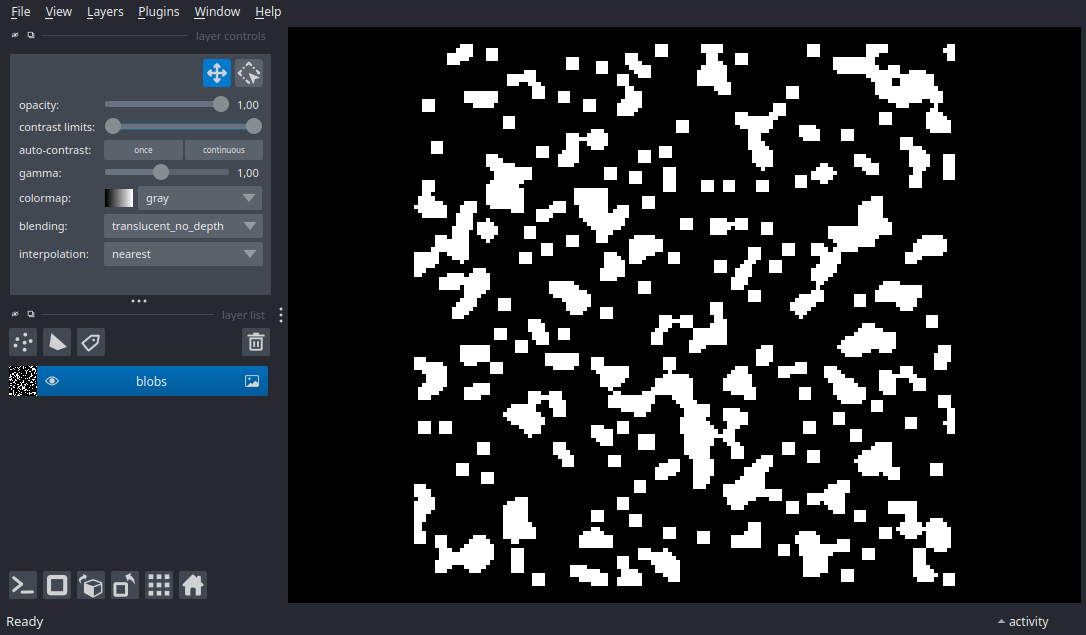 File View Layers Plugins Window Help
layer controls
opacity: 1,00
contrast limits:
auto-contrast: once continuous
gamma: 1,00
colormap: gray
blending: translucent_no_depth
interpolation: nearest
layer list
blobs
Ready activity